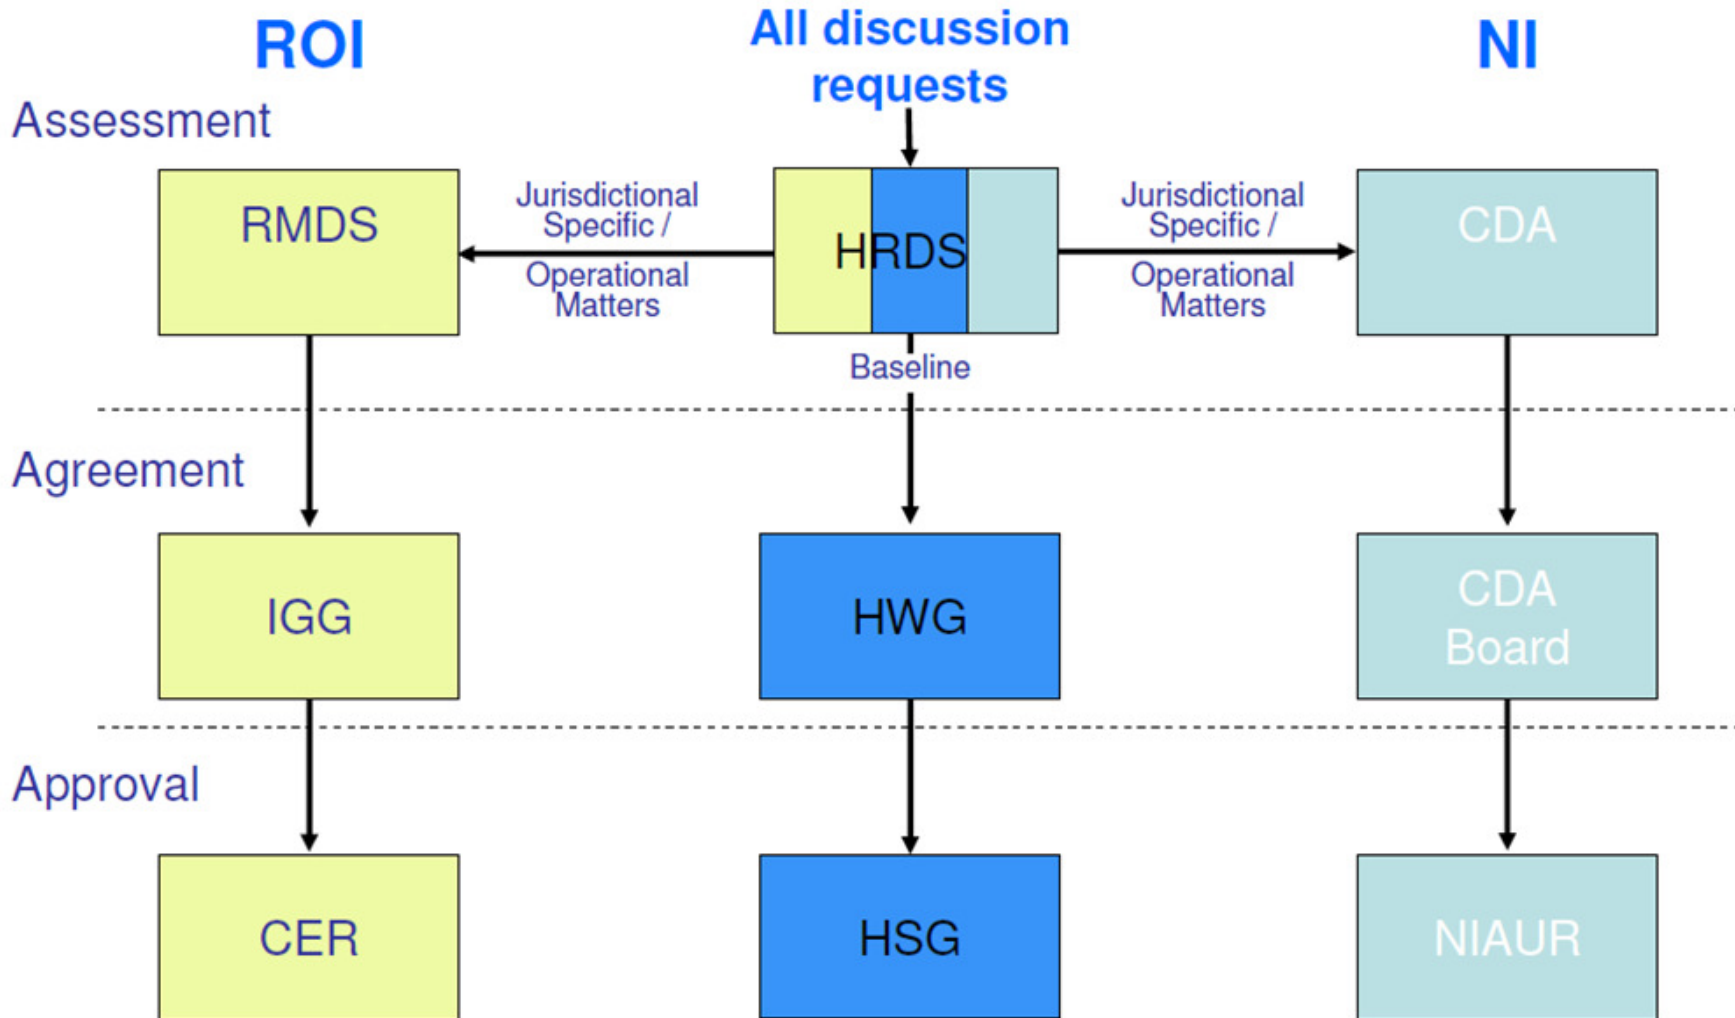 ROI
All discussion
requests
NI
Assessment
RMDS
Jurisdictional
Specific /
Operational
Matters
HRDS
Jurisdictional
Specific /
Operational
Matters
CDA
Baseline
Agreement
IGG
HWG
CDA
Board
Approval
CER
HSG
NIAUR